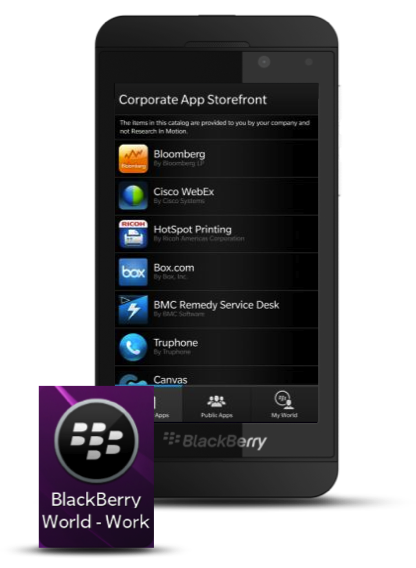 Corporate App Storefront
The items in this catalog are provided to you by your company and
not Research In Motion.
Bloomberg
Bloomberg
By Bloomberg LP
Cisco WebEx
By Cisco Systems
RICOH
HotSpot Printing
By Ricoh Americas Corporation
box
Box.com
By Box, Inc.
BMC Remedy Service Desk
By BMC Software
Truphone
By Truphone
Canvas
Apps
Public Apps
My World
BlackBerry
BlackBerry
World - Work